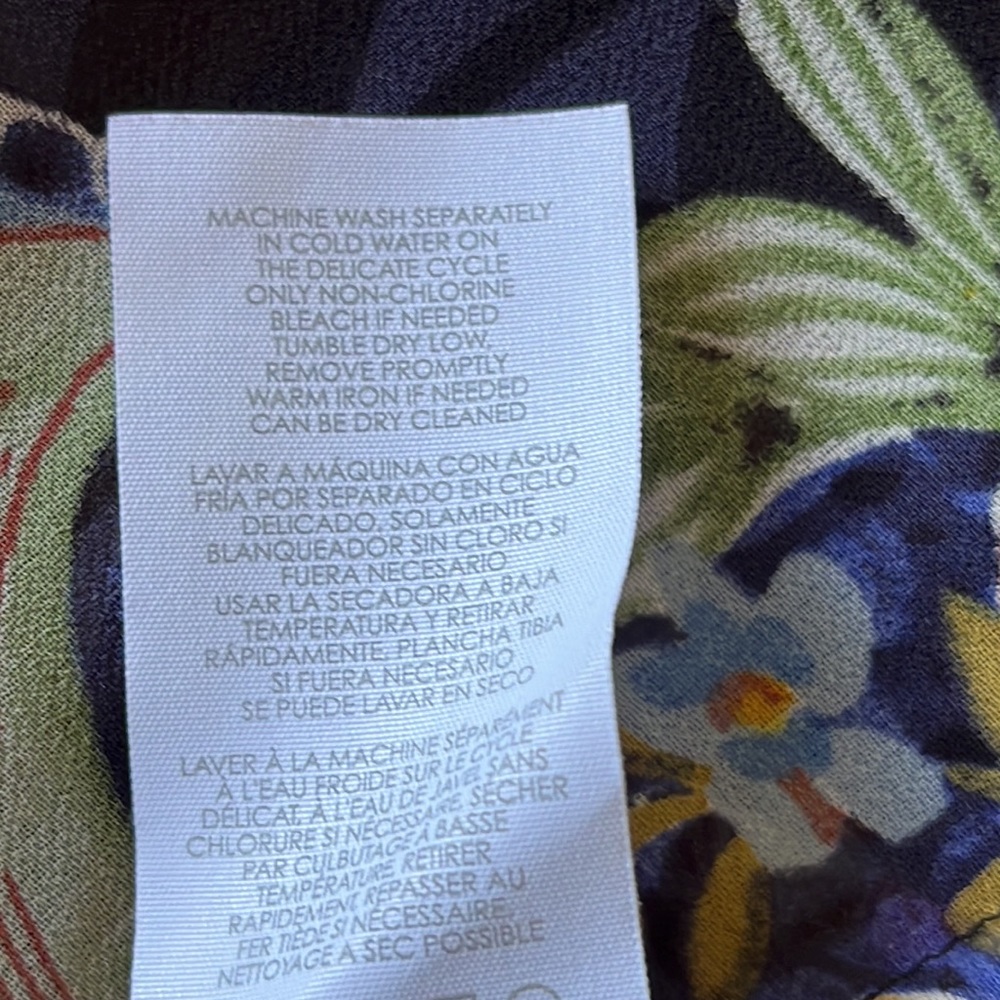 MACHINE WASH SEPARATELY
IN COLD WATER ON
THE DELICATE CYCLE
ONLY NON-CHLORINE
BLEACH IF NEEDED
TUMBLE DRY LOW,
REMOVE PROMPTLY
WARM IRON IF NEEDED
CAN BE DRY CLEANED
LAVAR A MÁQUINA CON AGUA
FRÍA POR SEPARADO EN CICLO
DELICADO, SOLAMENTE
BLANQUEADOR SIN CLORO SI
FUERA NECESARIO
USAR LA SECADORA A BAJA
TEMPERATURA Y RETIRAR
RÁPIDAMENTE, PLANCHA TIBIA
SI FUERA NECESARIO
SE PUEDE LAVAR EN SECO
LAVER À LA MACHINE SÉPARÉMENT
À L'EAU FROIDE SUR LE CYCLE
DÉLICAT, À L'EAU DE JAVEL SANS
CHLORURE SI NÉCESSAIRE, SÉCHER
PAR CULBUTAGE À BASSE
TEMPÉRATURE, RETIRER
RAPIDEMENT, REPASSER AU
FER TIÈDE SI NÉCESSAIRE,
NETTOYAGE À SEC POSSIBLE